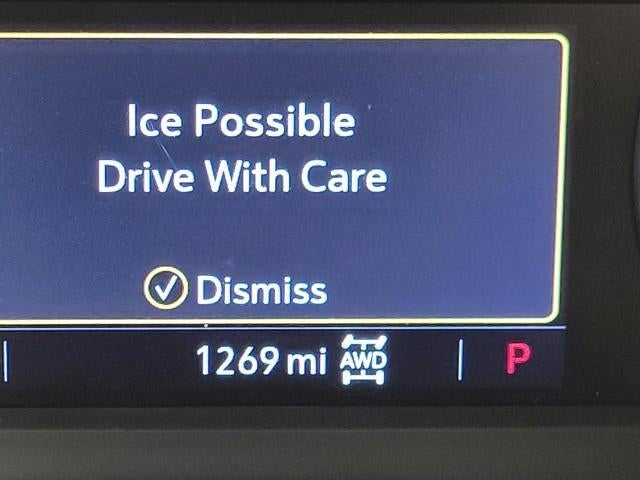 Ice Possible
Drive With Care
Dismiss
1269 mi AWD P